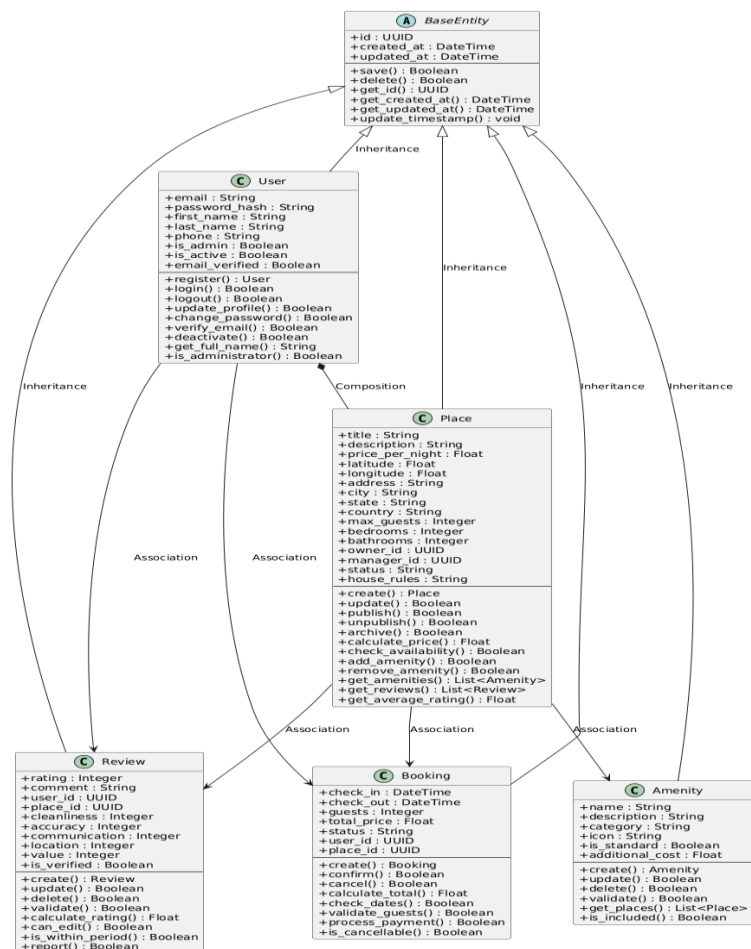 A BaseEntity
+id : UUID
+created_at : DateTime
+updated_at : DateTime
+save() : Boolean
+delete() : Boolean
+get_id() : UUID
+get_created_at() : DateTime
+get_updated_at() : DateTime
+update_timestamp() : void
Inheritance
C User
+email : String
+password_hash : String
+first_name : String
+last_name : String
+phone : String
+is_admin : Boolean
+is_active : Boolean
+email_verified : Boolean
+register() : User
+login() : Boolean
+logout() : Boolean
+update_profile() : Boolean
+change_password() : Boolean
+verify_email() : Boolean
+deactivate() : Boolean
+get_full_name() : String
+is_administrator() : Boolean
Inheritance
Inheritance
Composition
Inheritance
Inheritance
C Place
+title : String
+description : String
+price_per_night : Float
+latitude : Float
+longitude : Float
+address : String
+city : String
+state : String
+country : String
+max_guests : Integer
+bedrooms : Integer
+bathrooms : Integer
+owner_id : UUID
+manager_id : UUID
+status : String
+house_rules : String
+create() : Place
+update() : Boolean
+publish() : Boolean
+unpublish() : Boolean
+archive() : Boolean
+calculate_price() : Float
+check_availability() : Boolean
+add_amenity() : Boolean
+remove_amenity() : Boolean
+get_amenities() : List<Amenity>
+get_reviews() : List<Review>
+get_average_rating() : Float
Association
Association
Association
Association
Association
C Review
+rating : Integer
+comment : String
+user_id : UUID
+place_id : UUID
+cleanliness : Integer
+accuracy : Integer
+communication : Integer
+location : Integer
+value : Integer
+is_verified : Boolean
+create() : Review
+update() : Boolean
+delete() : Boolean
+validate() : Boolean
+calculate_rating() : Float
+can_edit() : Boolean
+is_within_period() : Boolean
+report() : Boolean
C Booking
+check_in : DateTime
+check_out : DateTime
+guests : Integer
+total_price : Float
+status : String
+user_id : UUID
+place_id : UUID
+create() : Booking
+confirm() : Boolean
+cancel() : Boolean
+calculate_total() : Float
+check_dates() : Boolean
+validate_guests() : Boolean
+process_payment() : Boolean
+is_cancellable() : Boolean
C Amenity
+name : String
+description : String
+category : String
+icon : String
+is_standard : Boolean
+additional_cost : Float
+create() : Amenity
+update() : Boolean
+delete() : Boolean
+validate() : Boolean
+get_places() : List<Place>
+is_included() : Boolean